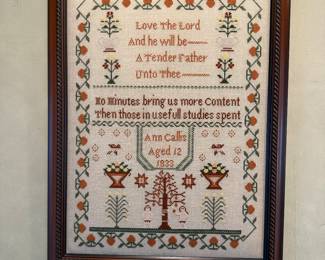 Love The Lord
And he will be
A Tender Father
Unto Thee
No Minutes bring us more Content
Then those in usefull studies spent
Ann Callis
Aged 12
1833